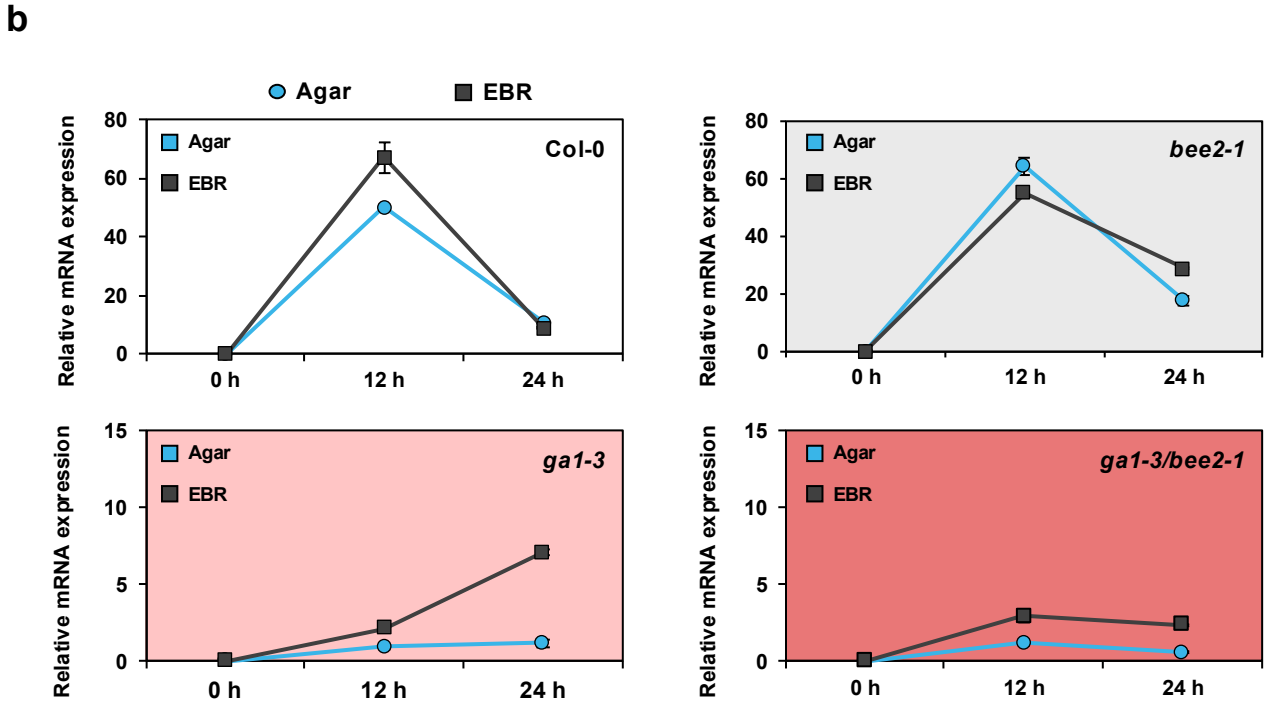 b
Agar EBR
Relative mRNA expression
80
60
40
20
0
Agar
EBR
Col-0
0 h 12 h 24 h
Relative mRNA expression
80
60
40
20
0
Agar
EBR
bee2-1
0 h 12 h 24 h
Relative mRNA expression
15
10
5
0
Agar
EBR
ga1-3
0 h 12 h 24 h
Relative mRNA expression
15
10
5
0
Agar
EBR
ga1-3/bee2-1
0 h 12 h 24 h